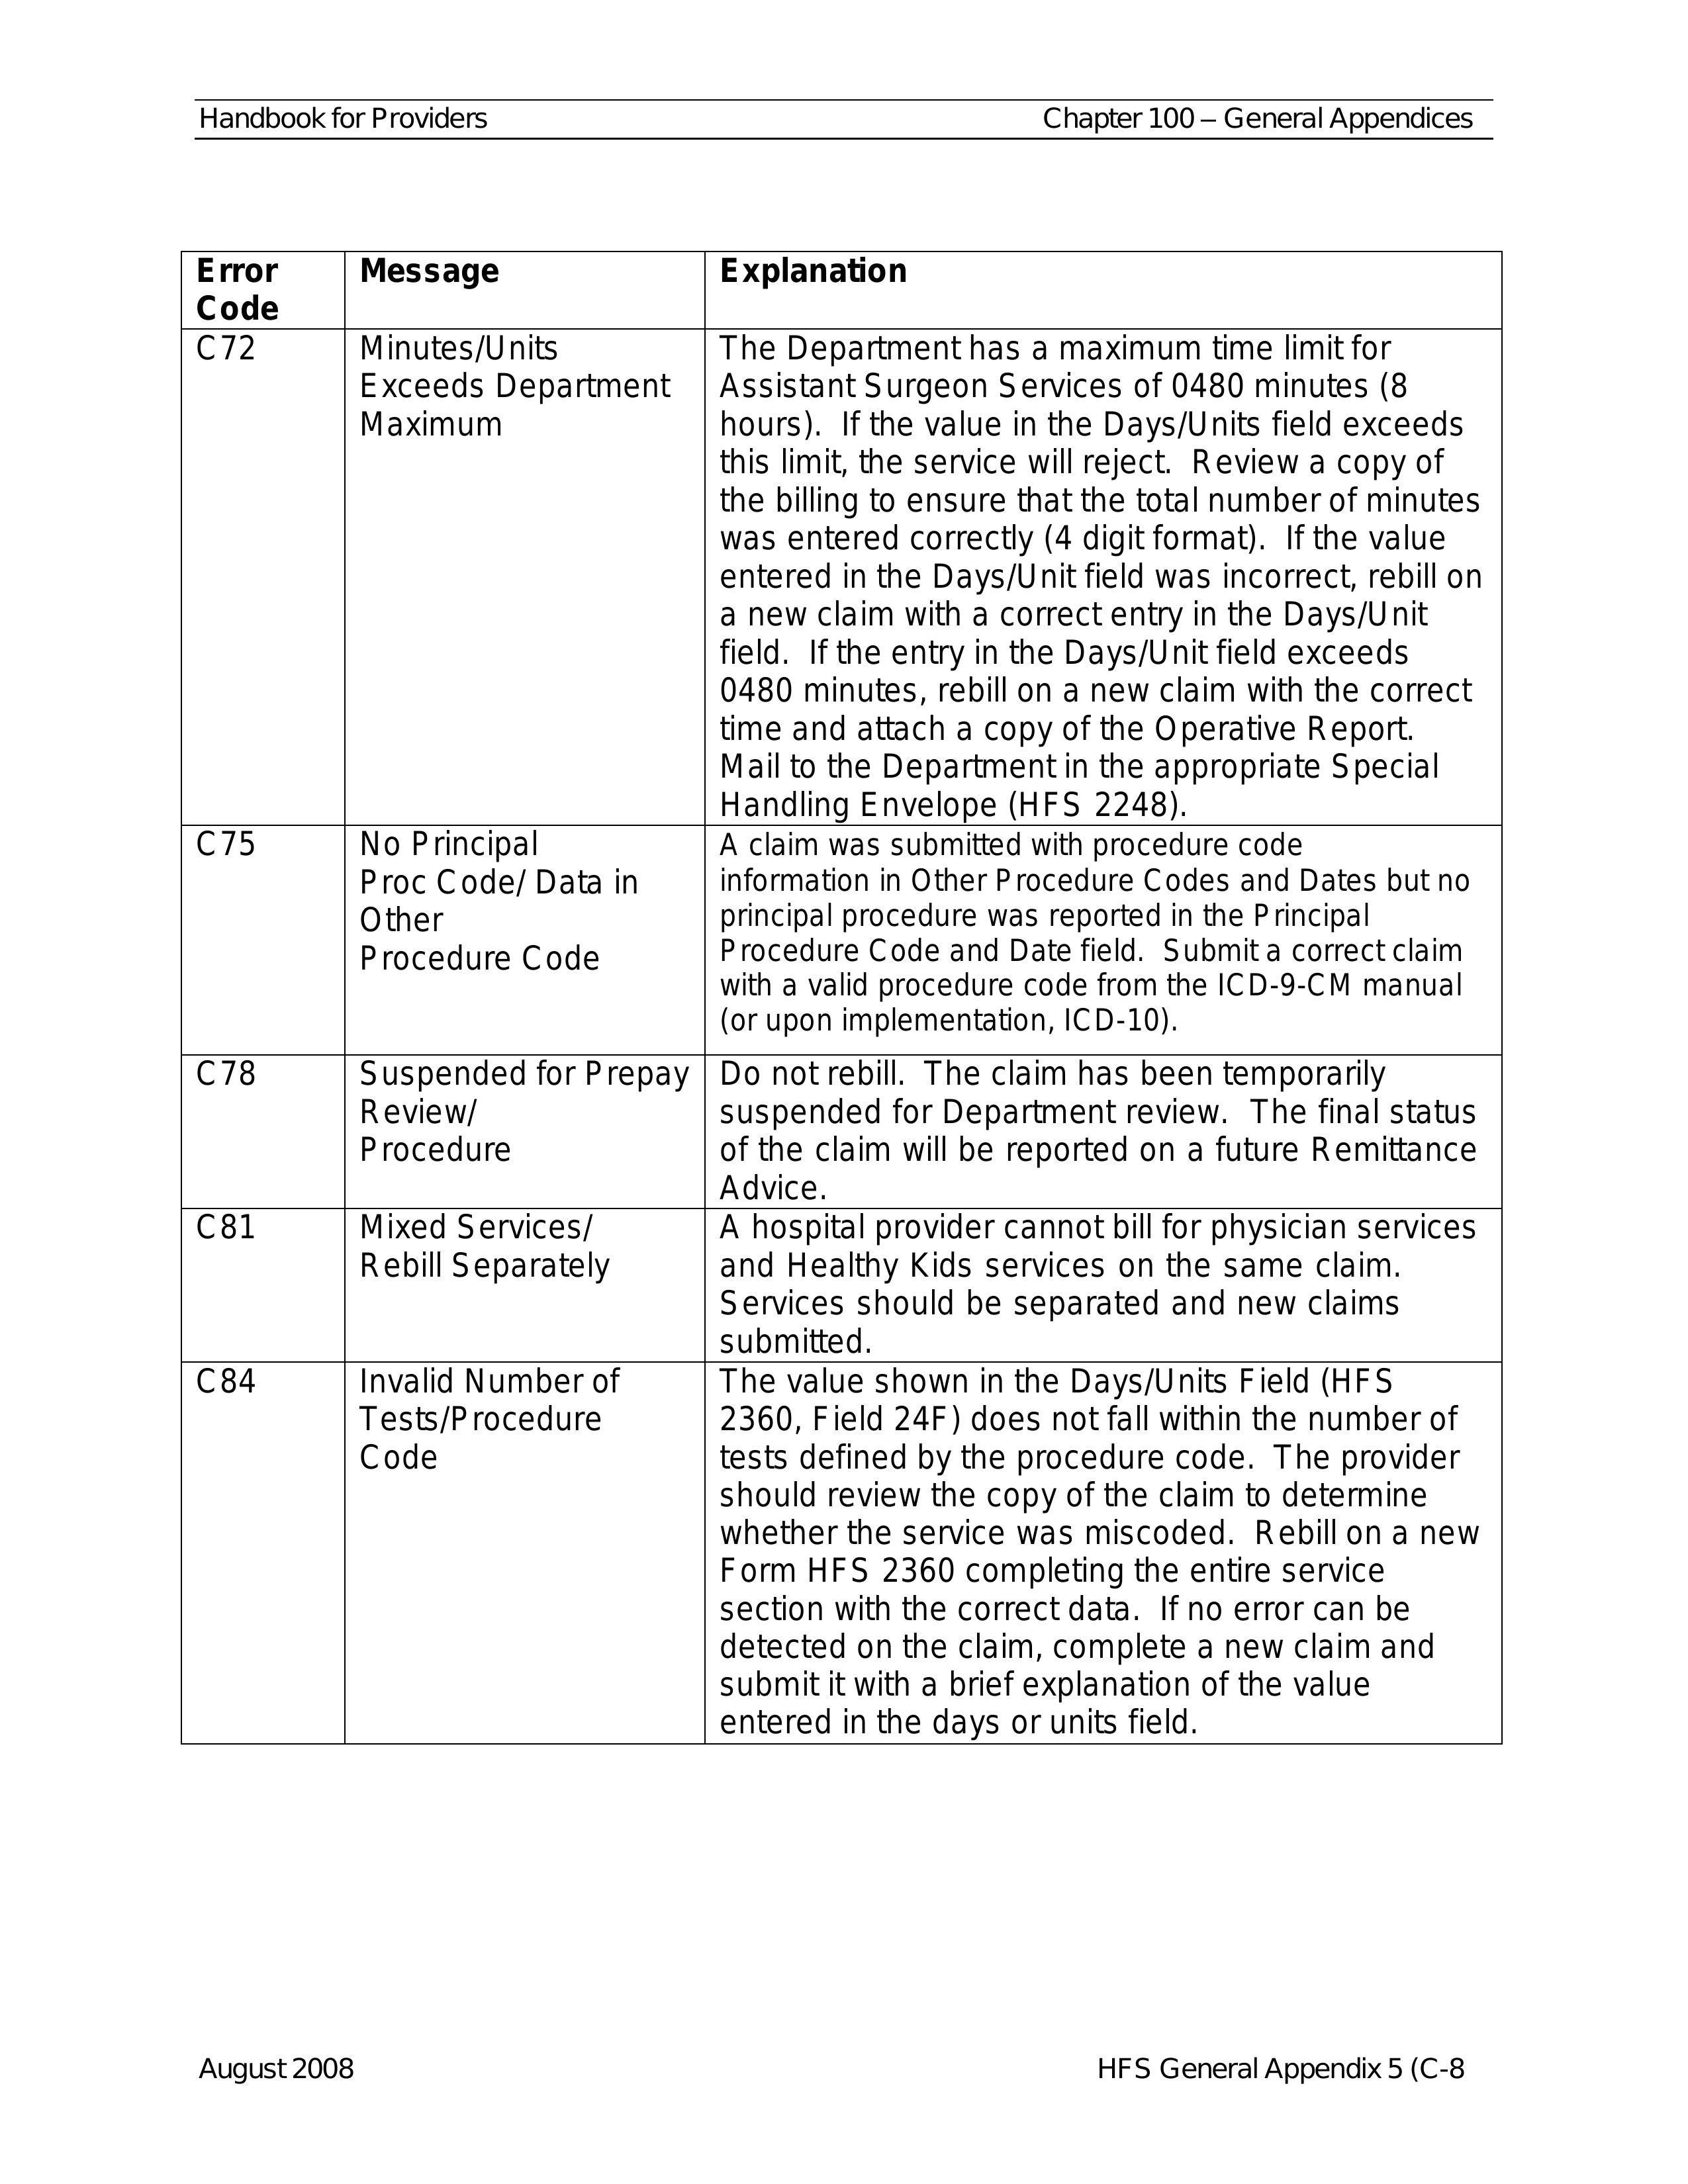 Handbook for Providers Chapter 100 – General Appendices
Error
Code
Message
Explanation
C72
Minutes/Units
Exceeds Department
Maximum
The Department has a maximum time limit for
Assistant Surgeon Services of 0480 minutes (8
hours).  If the value in the Days/Units field exceeds
this limit, the service will reject.  Review a copy of
the billing to ensure that the total number of minutes
was entered correctly (4 digit format).  If the value
entered in the Days/Unit field was incorrect, rebill on
a new claim with a correct entry in the Days/Unit
field.  If the entry in the Days/Unit field exceeds
0480 minutes, rebill on a new claim with the correct
time and attach a copy of the Operative Report.
Mail to the Department in the appropriate Special
Handling Envelope (HFS 2248).
C75
No Principal
Proc Code/ Data in
Other
Procedure Code
A claim was submitted with procedure code
information in Other Procedure Codes and Dates but no
principal procedure was reported in the Principal
Procedure Code and Date field.  Submit a correct claim
with a valid procedure code from the ICD-9-CM manual
(or upon implementation, ICD-10).
C78
Suspended for Prepay
Review/
Procedure
Do not rebill.  The claim has been temporarily
suspended for Department review.  The final status
of the claim will be reported on a future Remittance
Advice.
C81
Mixed Services/
Rebill Separately
A hospital provider cannot bill for physician services
and Healthy Kids services on the same claim.
Services should be separated and new claims
submitted.
C84
Invalid Number of
Tests/Procedure
Code
The value shown in the Days/Units Field (HFS
2360, Field 24F) does not fall within the number of
tests defined by the procedure code.  The provider
should review the copy of the claim to determine
whether the service was miscoded.  Rebill on a new
Form HFS 2360 completing the entire service
section with the correct data.  If no error can be
detected on the claim, complete a new claim and
submit it with a brief explanation of the value
entered in the days or units field.
August 2008 HFS General Appendix 5 (C-8